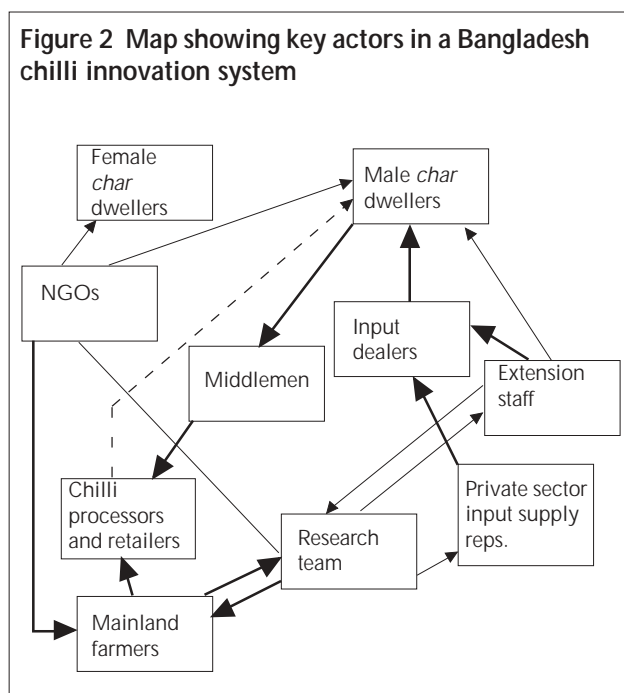 Figure 2 Map showing key actors in a Bangladesh
chilli innovation system
Female
char
dwellers
Male char
dwellers
NGOs
Input
dealers
Middlemen
Extension
staff
Chilli
processors
and retailers
Research
team
Private sector
input supply
reps.
Mainland
farmers